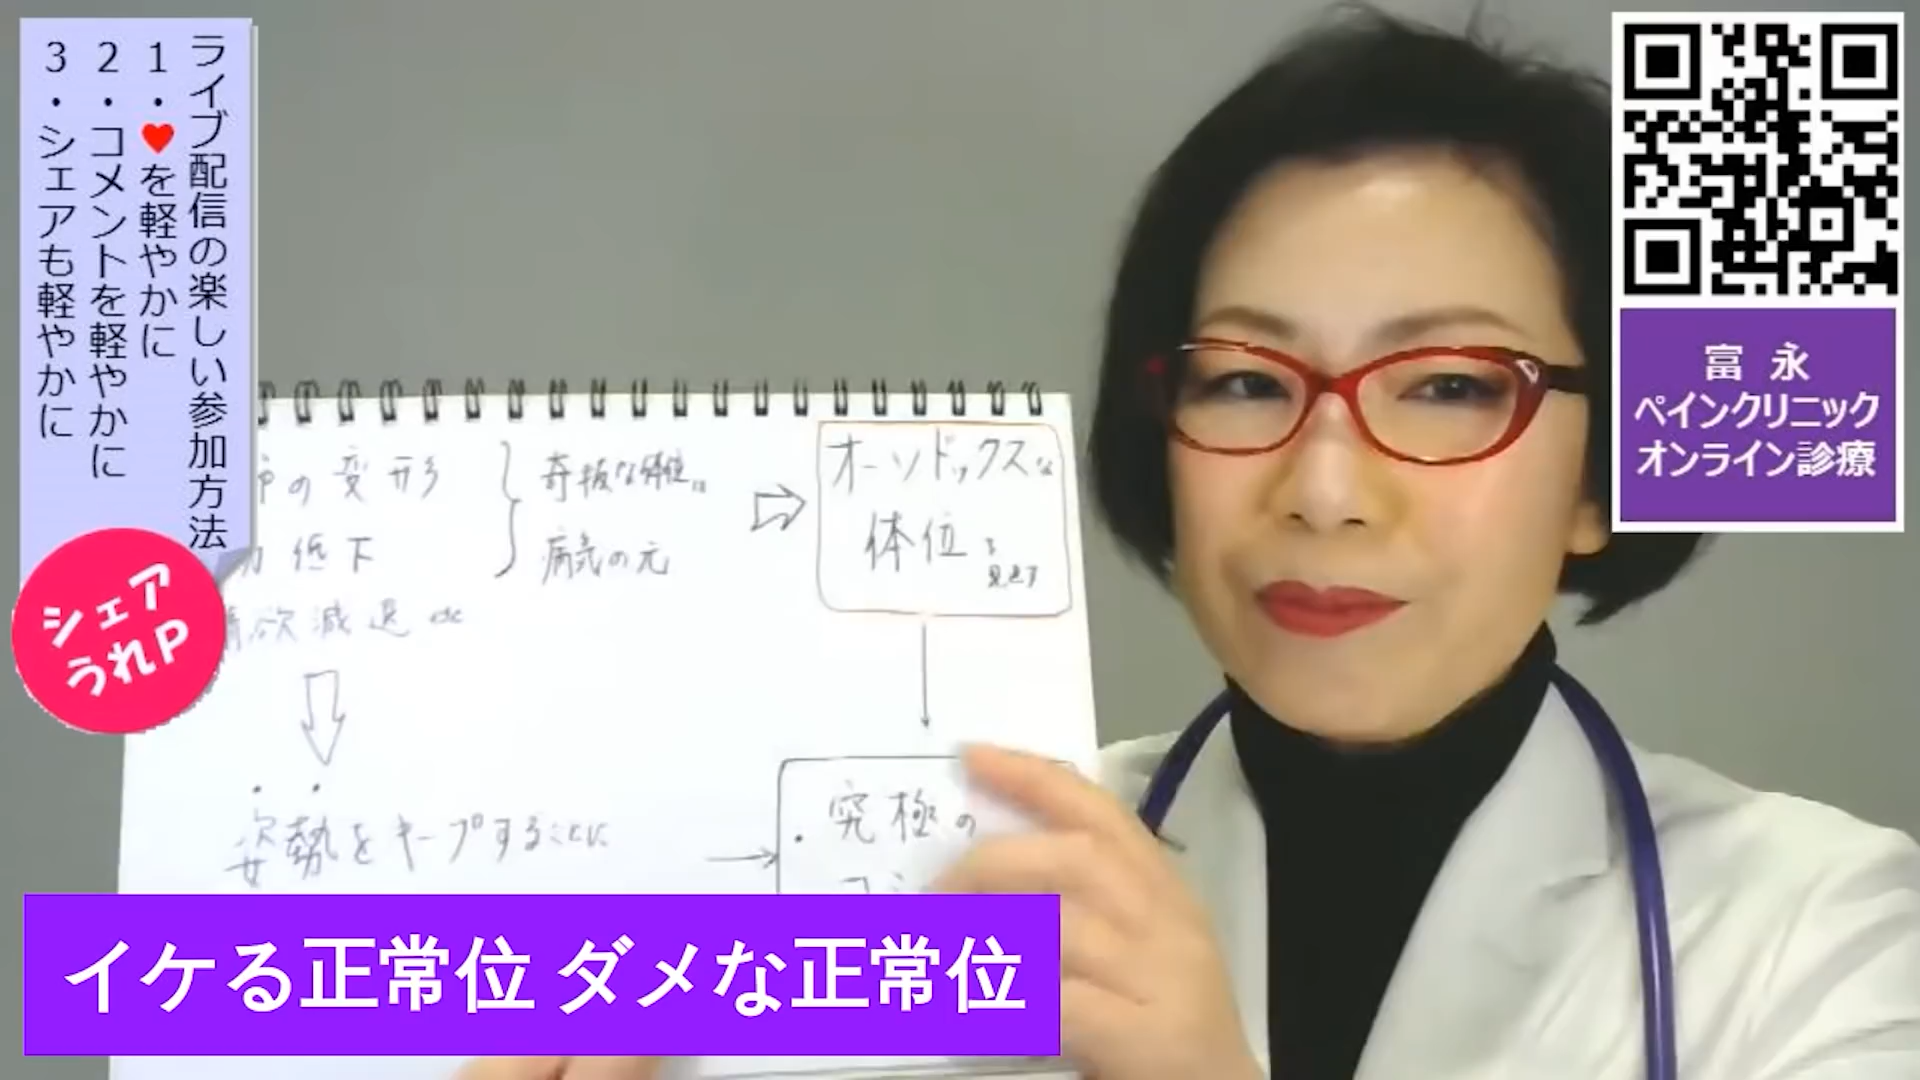 ライブ配信の楽しい参加方法
1・♥を軽やかに
2・コメントを軽やかに
3・シェアも軽やかに
シェア
うれP
の変形
低下
欲減退 etc
奇抜な体位は
病気の元
オーソドックスな
体位を
見直す
姿勢をキープすることに
・究極の
富永
ペインクリニック
オンライン診療
イケる正常位 ダメな正常位